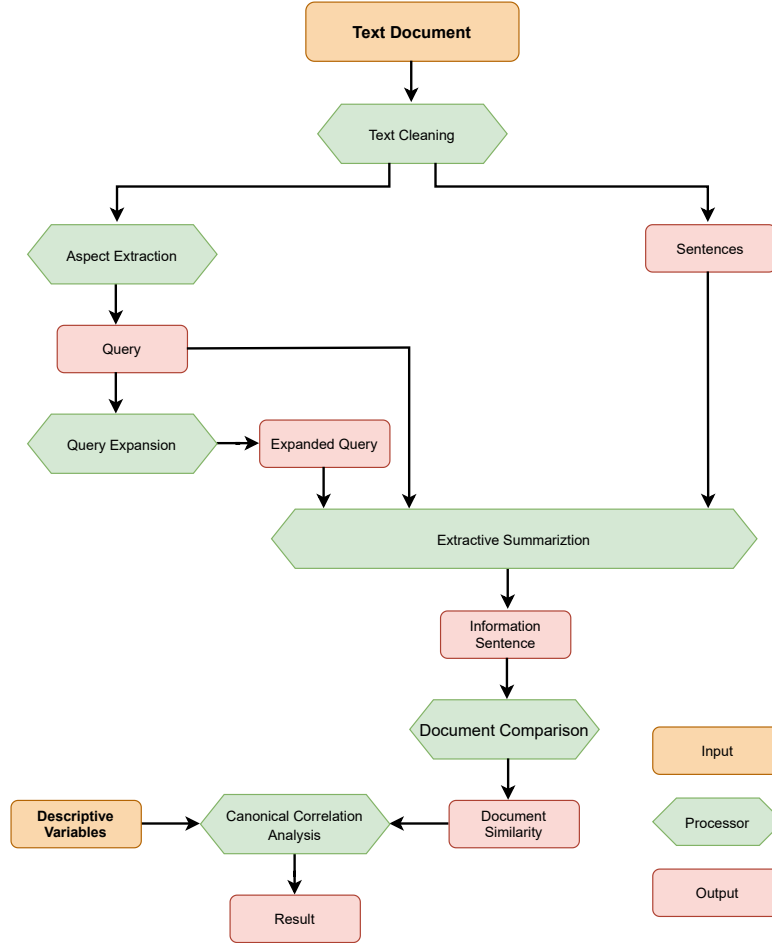 Text Document
Text Cleaning
Aspect Extraction
Sentences
Query
Query Expansion
Expanded Query
Extractive Summariztion
Information
Sentence
Document Comparison
Input
Descriptive
Variables
Canonical Correlation
Analysis
Document
Similarity
Processor
Result
Output